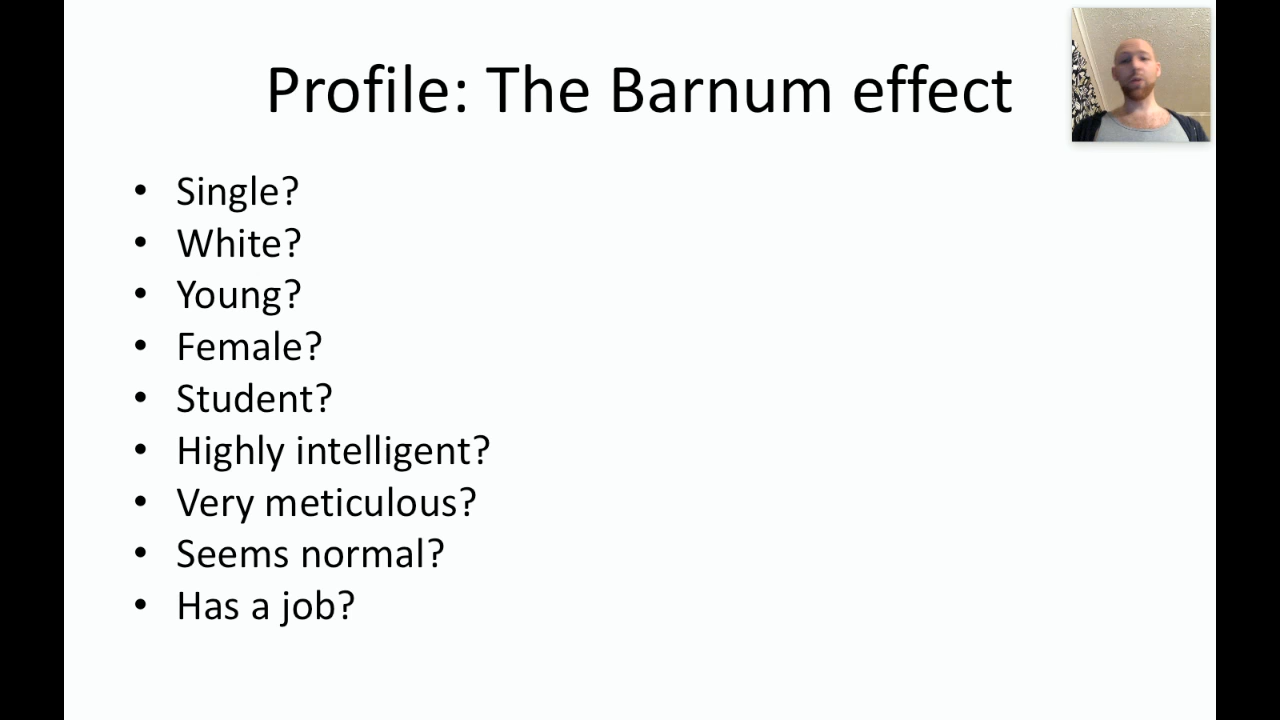 Profile: The Barnum effect
• Single?
• White?
• Young?
• Female?
• Student?
• Highly intelligent?
• Very meticulous?
• Seems normal?
• Has a job?